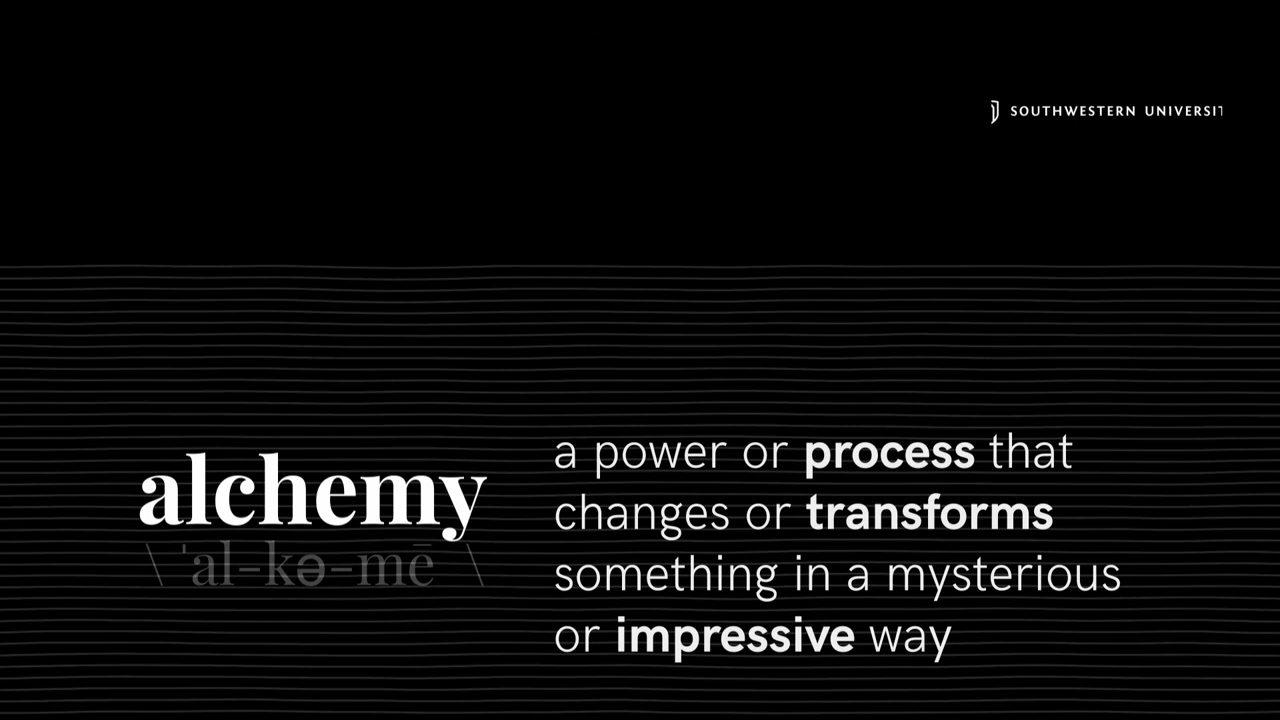 SOUTHWESTERN UNIVERSIT
alchemy
\ ˈal-kə-mē \
a power or process that
changes or transforms
something in a mysterious
or impressive way